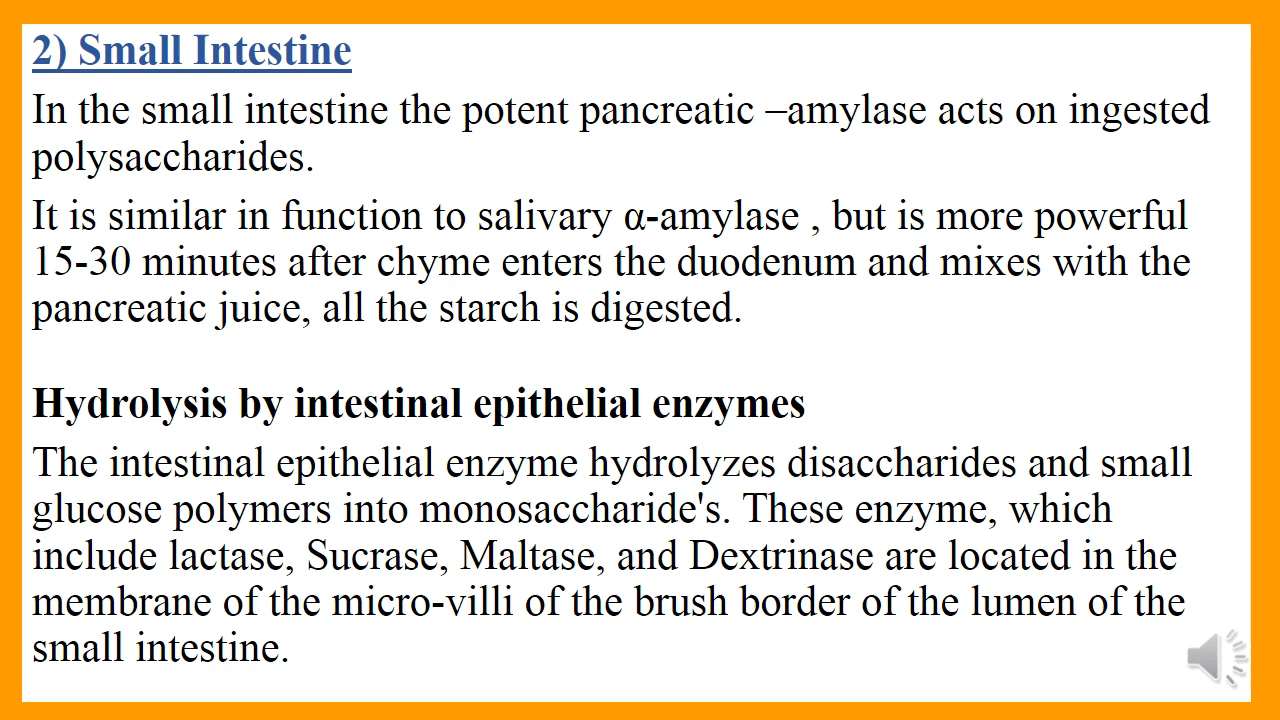 2) Small Intestine
In the small intestine the potent pancreatic –amylase acts on ingested
polysaccharides.
It is similar in function to salivary α-amylase , but is more powerful
15-30 minutes after chyme enters the duodenum and mixes with the
pancreatic juice, all the starch is digested.
Hydrolysis by intestinal epithelial enzymes
The intestinal epithelial enzyme hydrolyzes disaccharides and small
glucose polymers into monosaccharide's. These enzyme, which
include lactase, Sucrase, Maltase, and Dextrinase are located in the
membrane of the micro-villi of the brush border of the lumen of the
small intestine.